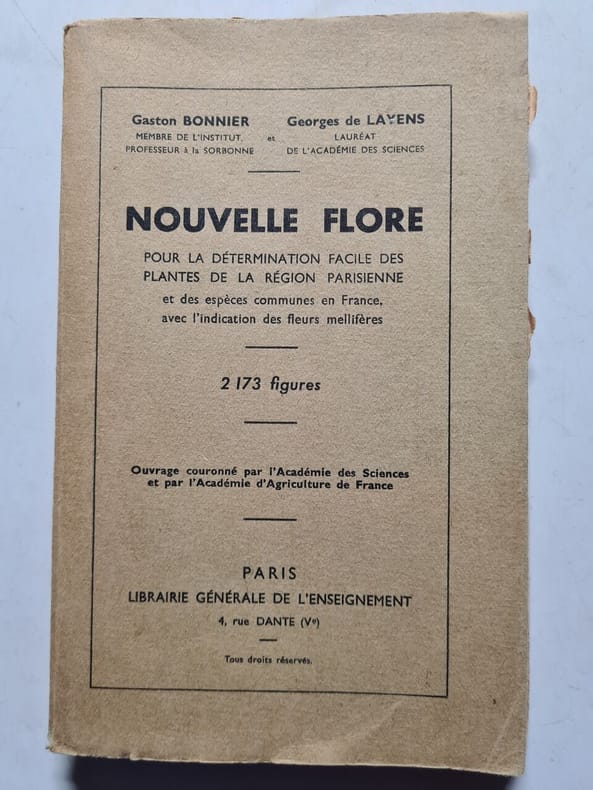 Gaston BONNIER
MEMBRE DE L'INSTITUT,
PROFESSEUR à la SORBONNE
et
Georges de LAYENS
LAURÉAT
DE L'ACADÉMIE DES SCIENCES
NOUVELLE FLORE
POUR LA DÉTERMINATION FACILE DES
PLANTES DE LA RÉGION PARISIENNE
et des espèces communes en France,
avec l'indication des fleurs mellifères
2173 figures
Ouvrage couronné par l'Académie des Sciences
et par l'Académie d'Agriculture de France
PARIS
LIBRAIRIE GÉNÉRALE DE L'ENSEIGNEMENT
4, rue DANTE (Vᵉ)
Tous droits réservés.